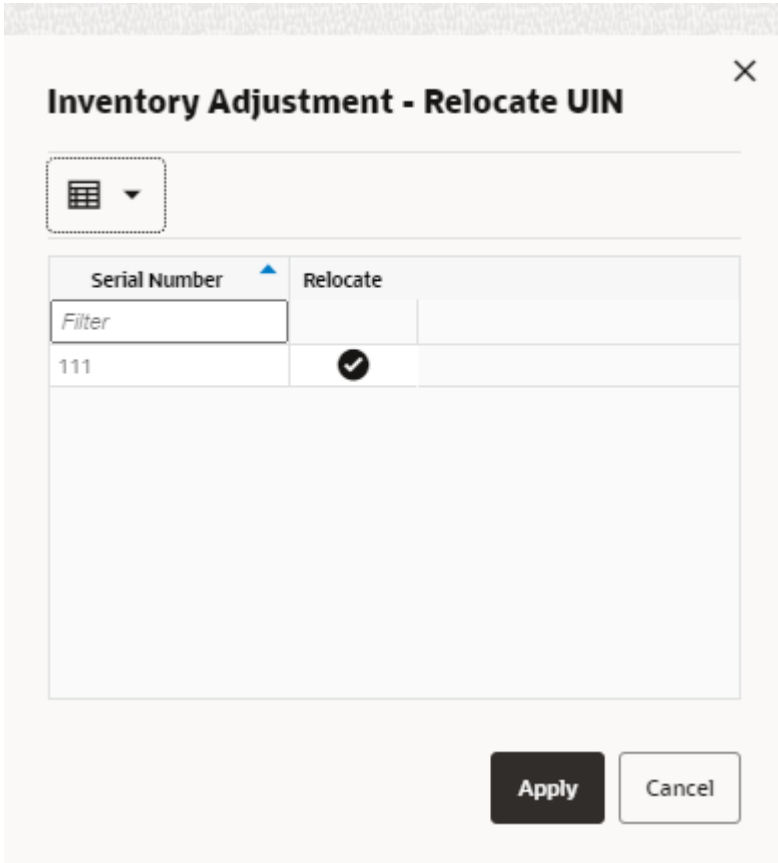 Inventory Adjustment - Relocate UIN
Serial Number Relocate
Filter
111
Apply Cancel